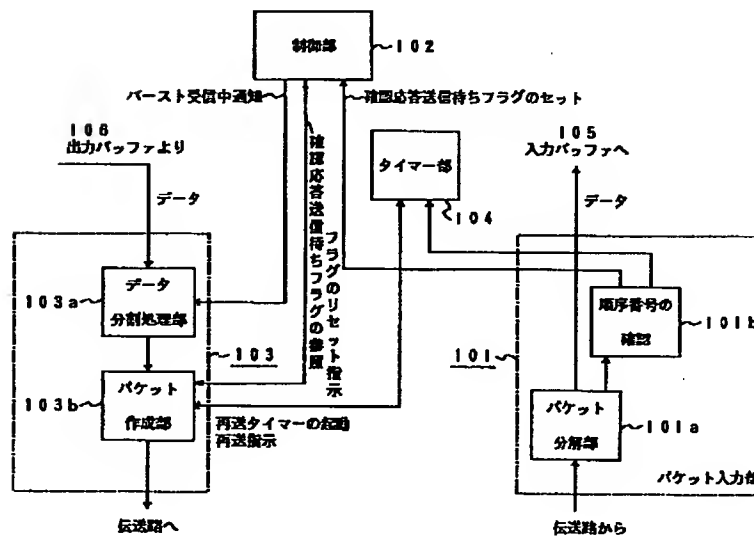 制御部
102
バースト受信中通知
確認応答送信待ちフラグのセット
106
出力バッファより
データ
確認応答送信待ちフラグの参照
フラグのリセット指示
タイマー部
104
105
入力バッファへ
データ
103a
データ
分割処理部
103
103b
パケット
作成部
再送タイマーの起動
再送指示
伝送路へ
順序番号の
確認
101b
101
パケット
分解部
101a
パケット入力
伝送路から